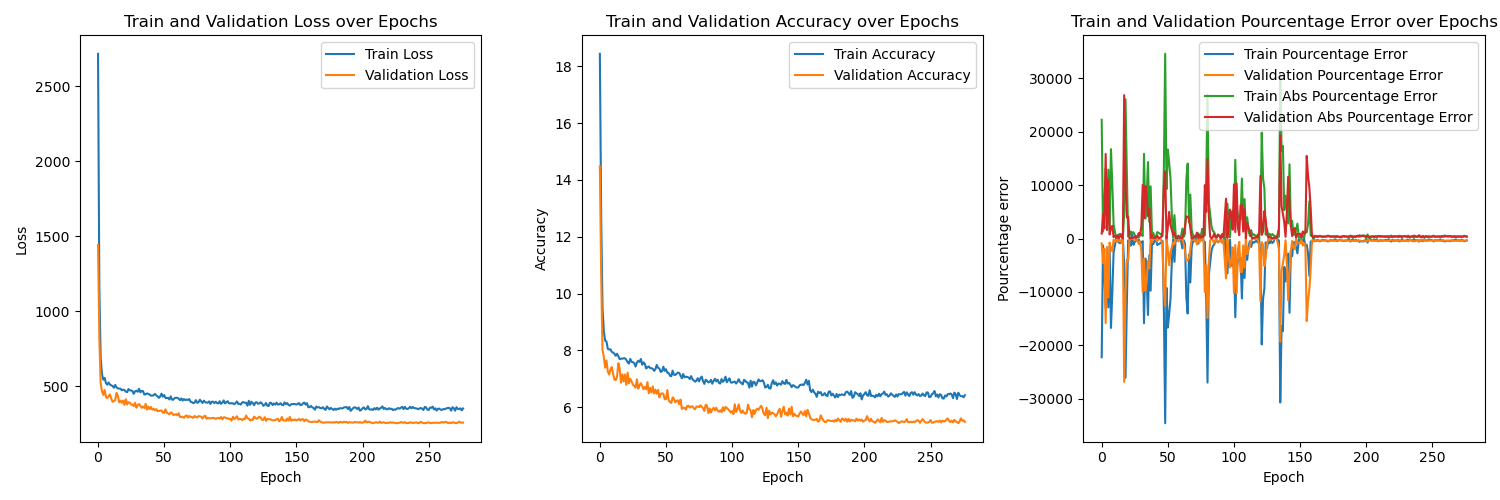 Train and Validation Loss over Epochs
Train Loss
Validation Loss
Loss
2500
2000
1500
1000
500
0
50
100
150
200
250
Epoch
Train and Validation Accuracy over Epochs
Train Accuracy
Validation Accuracy
Accuracy
18
16
14
12
10
8
6
0
50
100
150
200
250
Epoch
Train and Validation Pourcentage Error over Epochs
Train Pourcentage Error
Validation Pourcentage Error
Train Abs Pourcentage Error
Validation Abs Pourcentage Error
Pourcentage error
30000
20000
10000
0
−10000
−20000
−30000
0
50
100
150
200
250
Epoch